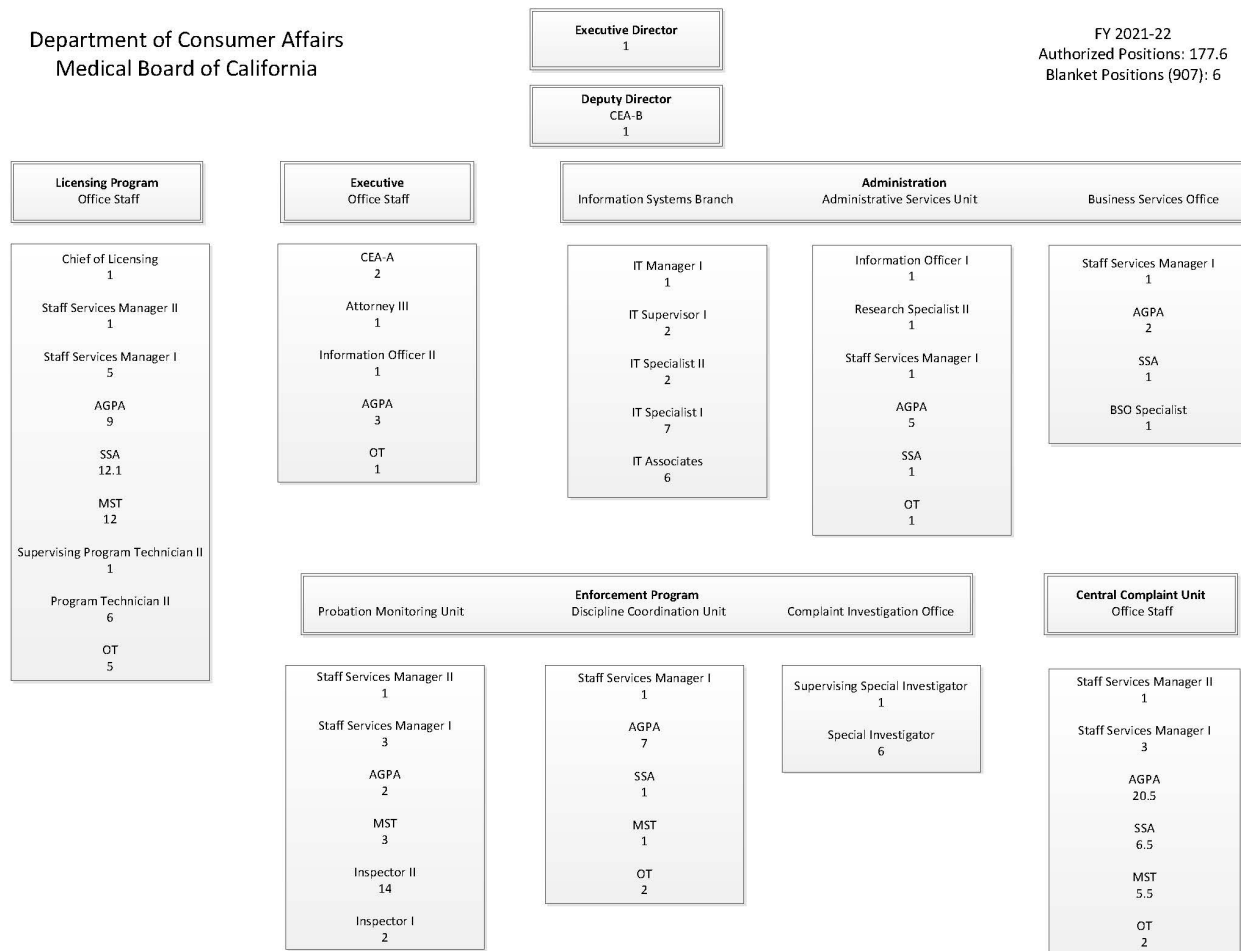 Department of Consumer Affairs
Medical Board of California
Executive Director
1
FY 2021-22
Authorized Positions: 177.6
Blanket Positions (907): 6
Deputy Director
CEA-B
1
Licensing Program
Office Staff
Executive
Office Staff
Administration
Information Systems Branch
Administrative Services Unit
Business Services Office
Chief of Licensing
1
Staff Services Manager II
1
Staff Services Manager I
5
AGPA
9
SSA
12.1
MST
12
Supervising Program Technician II
1
Program Technician II
6
OT
5
CEA-A
2
Attorney III
1
Information Officer II
1
AGPA
3
OT
1
IT Manager I
1
IT Supervisor I
2
IT Specialist II
2
IT Specialist I
7
IT Associates
6
Information Officer I
1
Research Specialist II
1
Staff Services Manager I
1
AGPA
5
SSA
1
OT
1
Staff Services Manager I
1
AGPA
2
SSA
1
BSO Specialist
1
Enforcement Program
Probation Monitoring Unit
Discipline Coordination Unit
Complaint Investigation Office
Central Complaint Unit
Office Staff
Staff Services Manager II
1
Staff Services Manager I
3
AGPA
2
MST
3
Inspector II
14
Inspector I
2
Staff Services Manager I
1
AGPA
7
SSA
1
MST
1
OT
2
Supervising Special Investigator
1
Special Investigator
6
Staff Services Manager II
1
Staff Services Manager I
3
AGPA
20.5
SSA
6.5
MST
5.5
OT
2